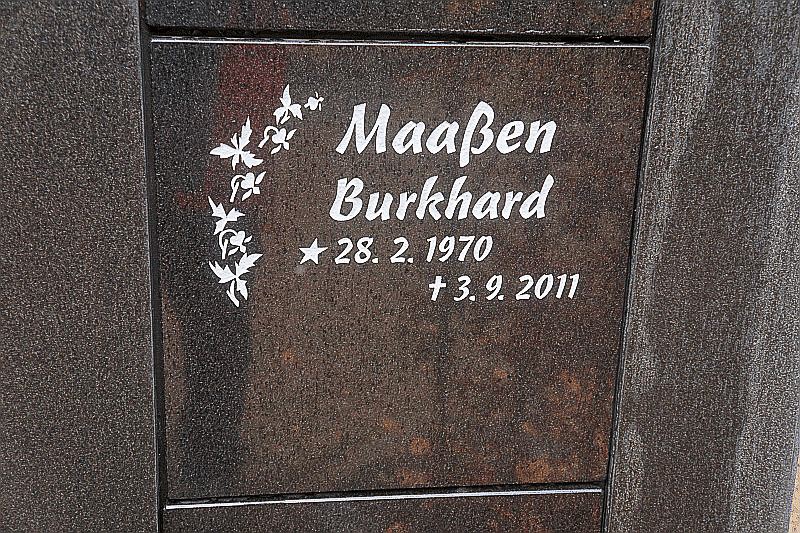 Maaßen
Burkhard
★ 28. 2. 1970
✝ 3. 9. 2011